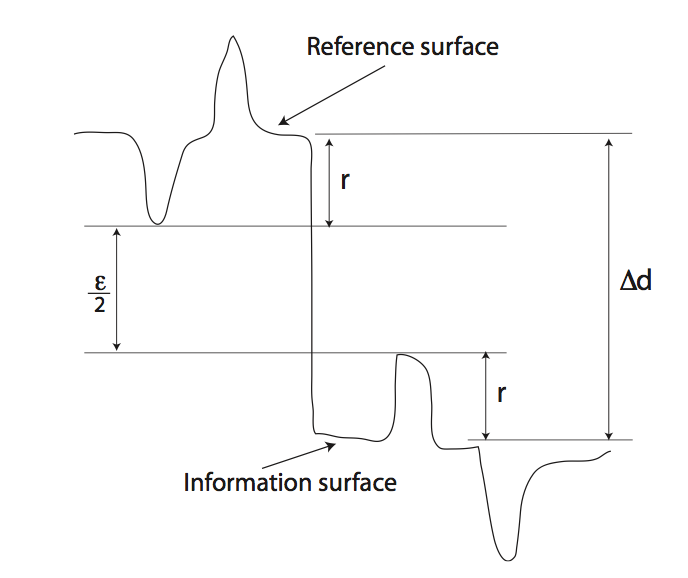 Reference surface
r
ε
2
Δd
r
Information surface